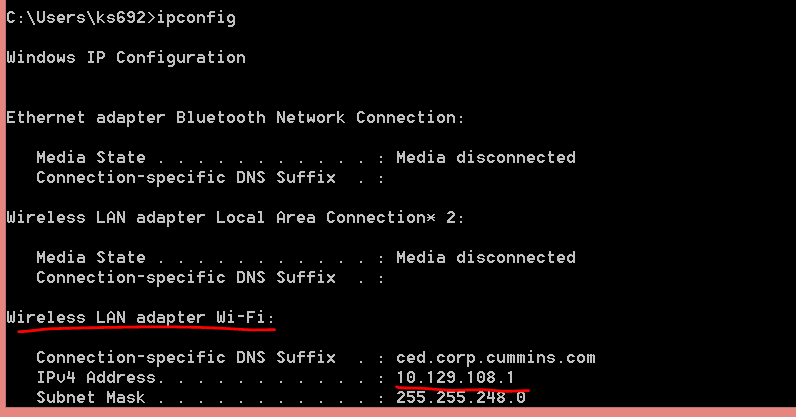 C:\Users\ks692>ipconfig
Windows IP Configuration
Ethernet adapter Bluetooth Network Connection:
Media State . . . . . . . . . . . : Media disconnected
Connection-specific DNS Suffix  . :
Wireless LAN adapter Local Area Connection* 2:
Media State . . . . . . . . . . . : Media disconnected
Connection-specific DNS Suffix  . :
Wireless LAN adapter Wi-Fi:
Connection-specific DNS Suffix  . : ced.corp.cummins.com
IPv4 Address. . . . . . . . . . . : 10.129.108.1
Subnet Mask . . . . . . . . . . . : 255.255.248.0